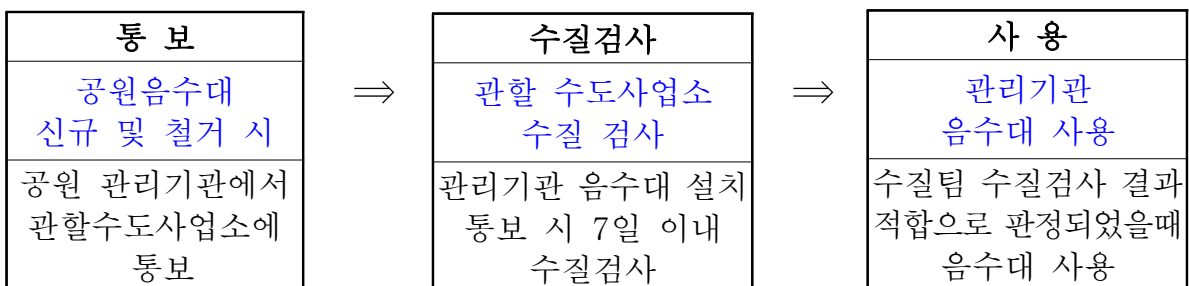 통 보
공원음수대
신규 및 철거 시
공원 관리기관에서
관할수도사업소에
통보
⇒
수질검사
관할 수도사업소
수질 검사
관리기관 음수대 설치
통보 시 7일 이내
수질검사
⇒
사 용
관리기관
음수대 사용
수질팀 수질검사 결과
적합으로 판정되었을때
음수대 사용